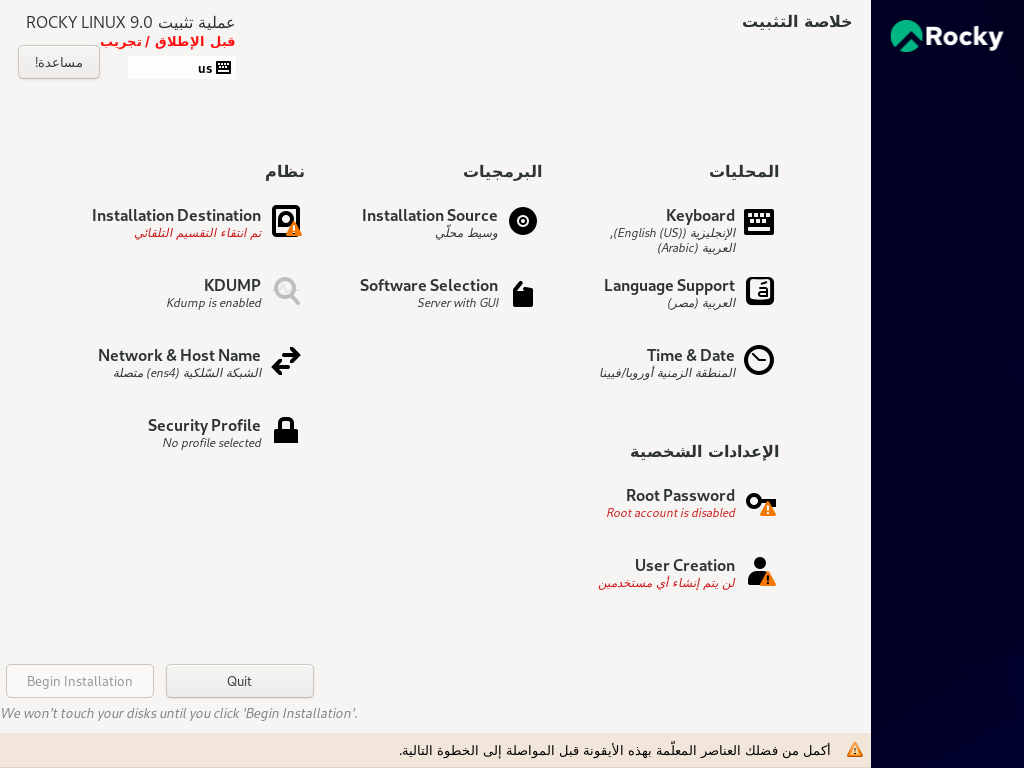 Rocky
خلاصة التثبيت
عملية تثبيت ROCKY LINUX 9.0
قبل الإطلاق / تجريب
us
مساعدة!
المحليات
Keyboard
الإنجليزية (English (US)),
العربية (Arabic)
Language Support
العربية (مصر)
Time & Date
المنطقة الزمنية أوروبا/فيينا
البرمجيات
Installation Source
وسيط محلّي
Software Selection
Server with GUI
نظام
Installation Destination
تم انتقاء التقسيم التلقائي
KDUMP
Kdump is enabled
Network & Host Name
الشبكة السّلكية (ens4) متصلة
Security Profile
No profile selected
الإعدادات الشخصية
Root Password
Root account is disabled
User Creation
لن يتم إنشاء أي مستخدمين
Quit
Begin Installation
We won't touch your disks until you click 'Begin Installation'.
أكمل من فضلك العناصر المعلّمة بهذه الأيقونة قبل المواصلة إلى الخطوة التالية.